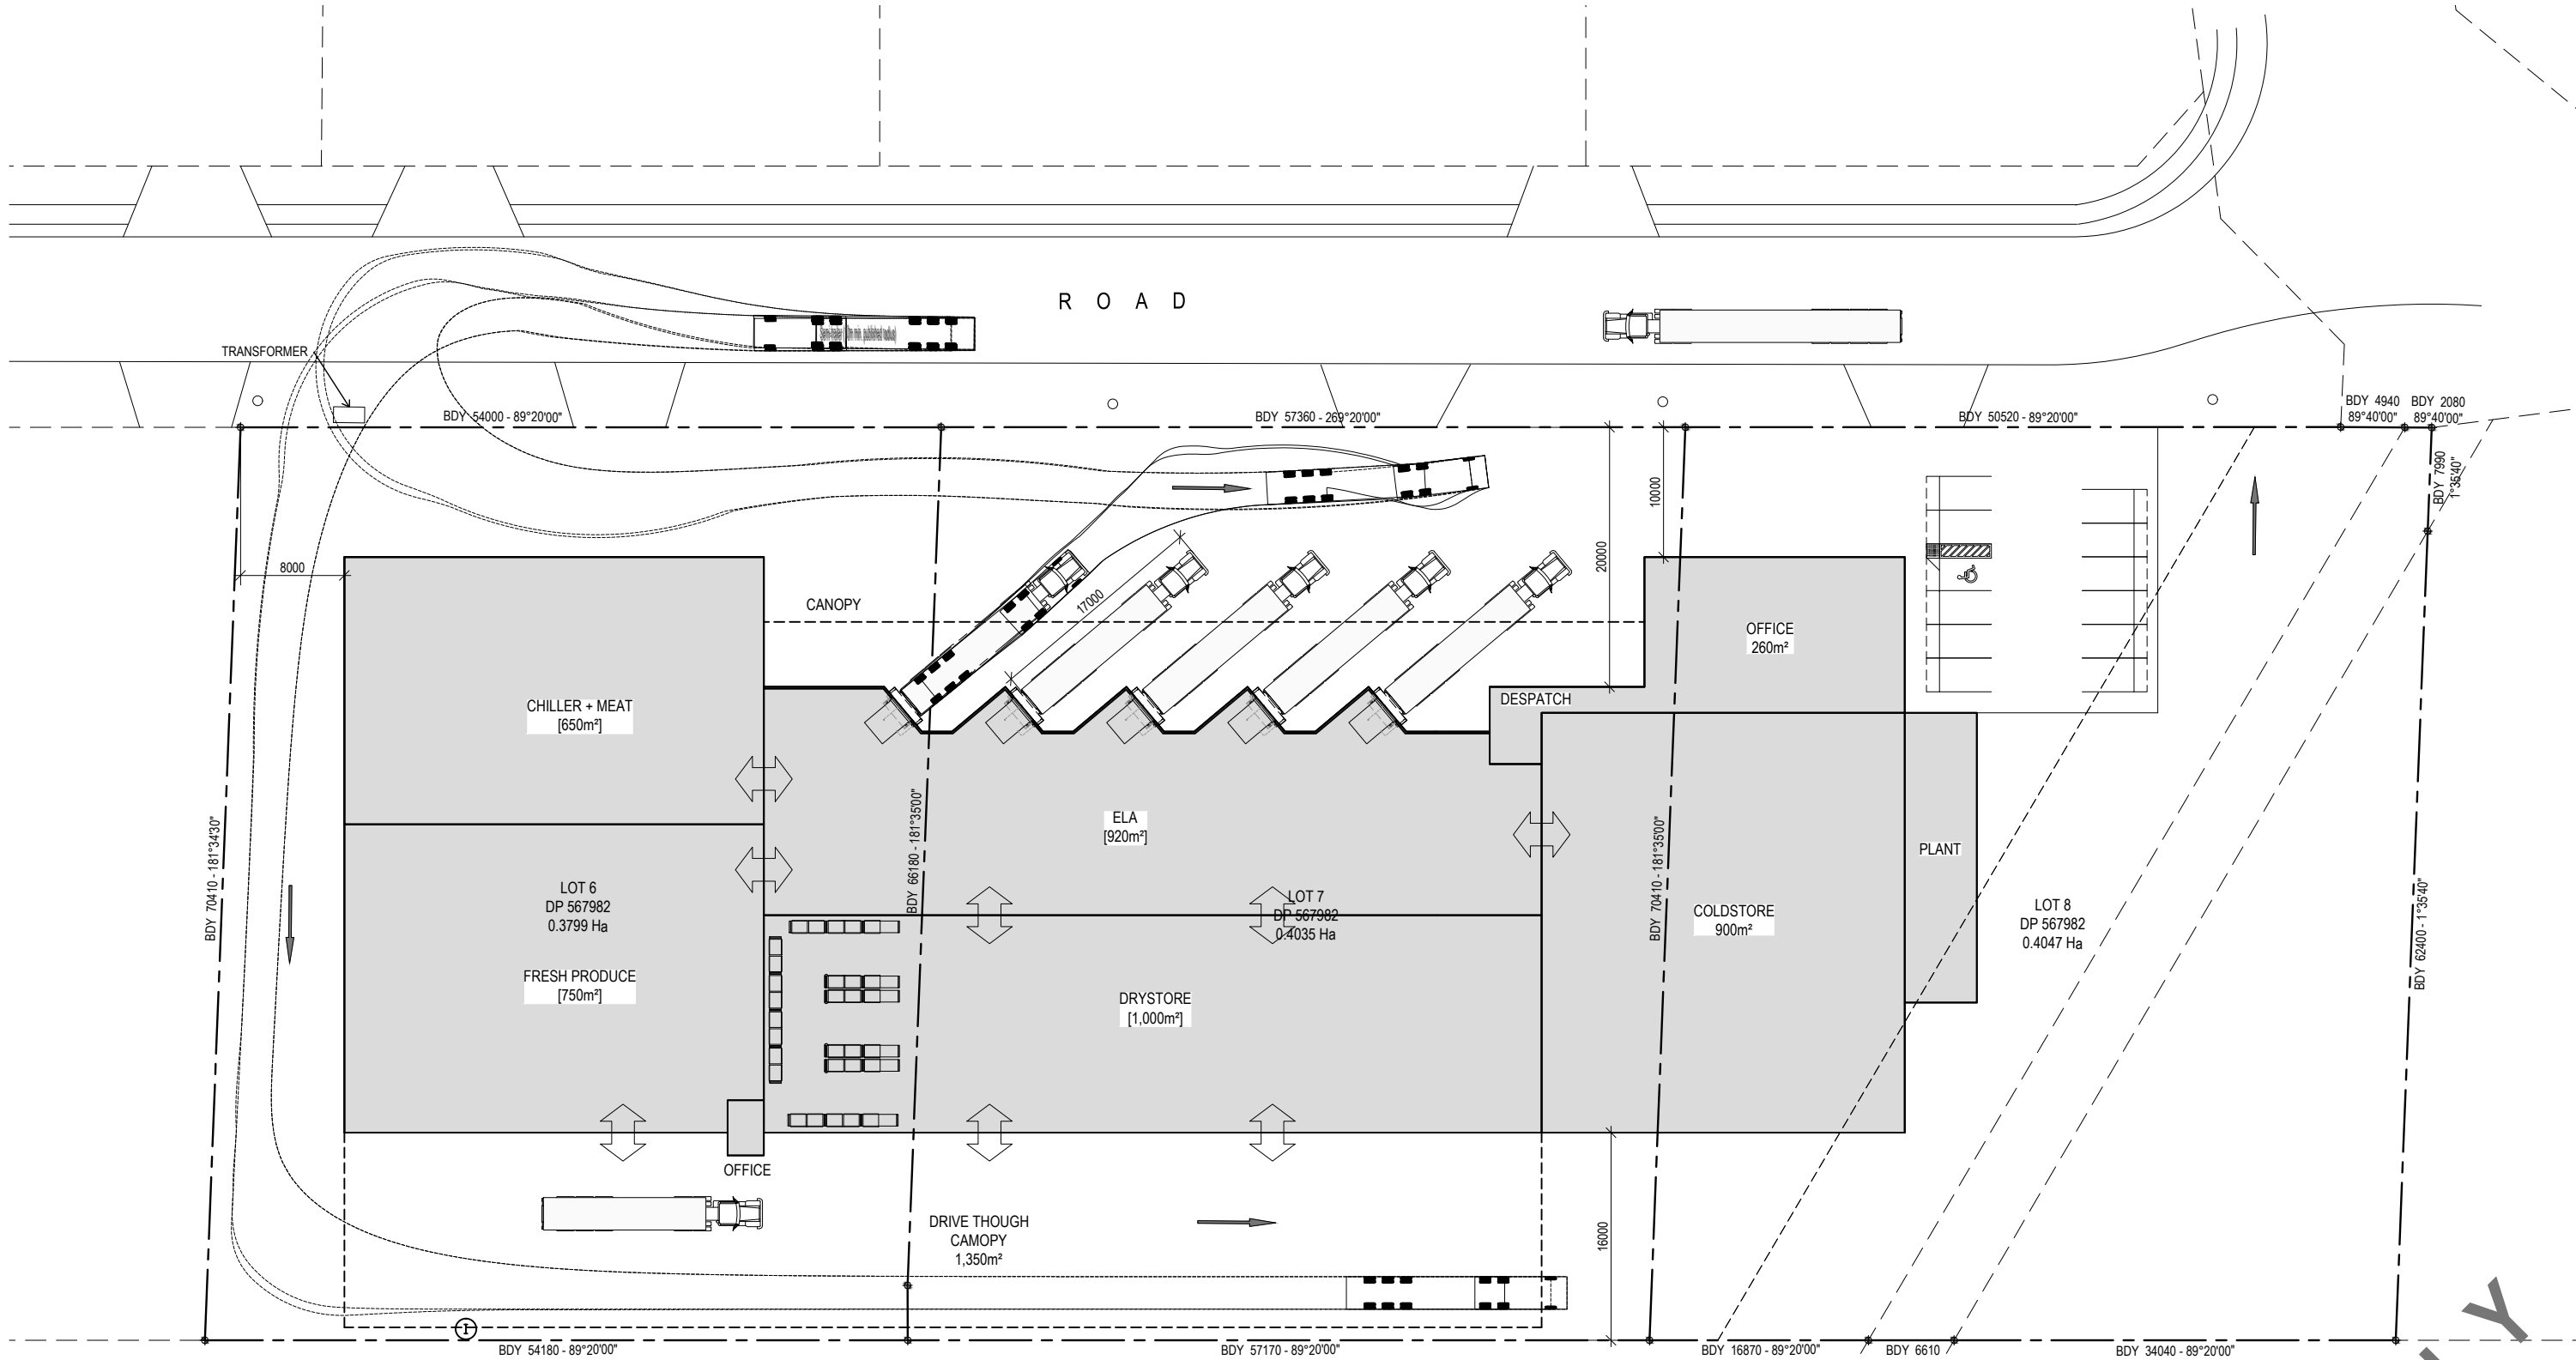 R O A D
TRANSFORMER
BDY 54000 - 89°20'00"
BDY 57360 - 269°20'00"
BDY 50520 - 89°20'00"
BDY 4940
89°40'00"
BDY 2080
89°40'00"
BDY 7990
1°35'40"
10000
20000
8000
17000
CANOPY
OFFICE
260m²
CHILLER + MEAT
[650m²]
DESPATCH
ELA
[920m²]
PLANT
BDY 70410 - 181°34'30"
BDY 66180 - 181°35'00"
BDY 70410 - 181°35'00"
BDY 62400 - 1°35'40"
LOT 6
DP 567982
0.3799 Ha
LOT 7
DP 567982
0.4035 Ha
COLDSTORE
900m²
LOT 8
DP 567982
0.4047 Ha
FRESH PRODUCE
[750m²]
DRYSTORE
[1,000m²]
OFFICE
DRIVE THOUGH
CAMOPY
1,350m²
16000
I
BDY 54180 - 89°20'00"
BDY 57170 - 89°20'00"
BDY 16870 - 89°20'00"
BDY 6610
BDY 34040 - 89°20'00"
Y